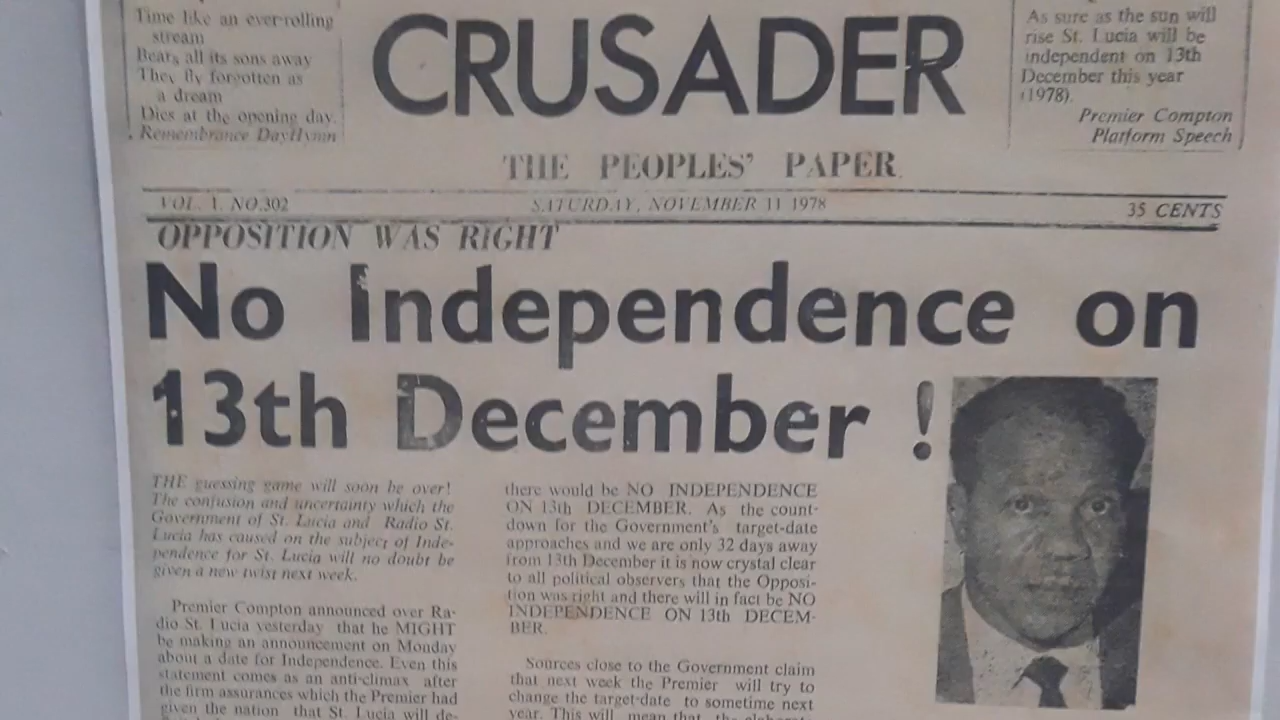 Time like an ever-rolling
stream
Bears all its sons away
They fly forgotten as
a dream
Dies at the opening day.
Remembrance Day Hymn
CRUSADER
THE PEOPLES' PAPER
As sure as the sun will
rise St. Lucia will be
independent on 13th
December this year
(1978).
Premier Compton
Platform Speech
VOL. 1. NO.302
SATURDAY, NOVEMBER 11 1978
35 CENTS
OPPOSITION WAS RIGHT
No Independence on
13th December !
THE guessing game will soon be over!
The confusion and uncertainty which the
Government of St. Lucia and Radio St.
Lucia has caused on the subject of Inde-
pendence for St. Lucia will no doubt be
given a new twist next week.
Premier Compton announced over Ra-
dio St. Lucia yesterday that he MIGHT
be making an announcement on Monday
about a date for Independence. Even this
statement comes as an anti-climax after
the firm assurances which the Premier had
given the nation that St. Lucia will de-
there would be NO INDEPENDENCE
ON 13th DECEMBER. As the count-
down for the Government's target-date
approaches and we are only 32 days away
from 13th December it is now crystal clear
to all political observers that the Opposi-
tion was right and there will in fact be NO
INDEPENDENCE ON 13th DECEM-
BER.
Sources close to the Government claim
that next week the Premier will try to
change the target-date to sometime next
year. This will mean that the